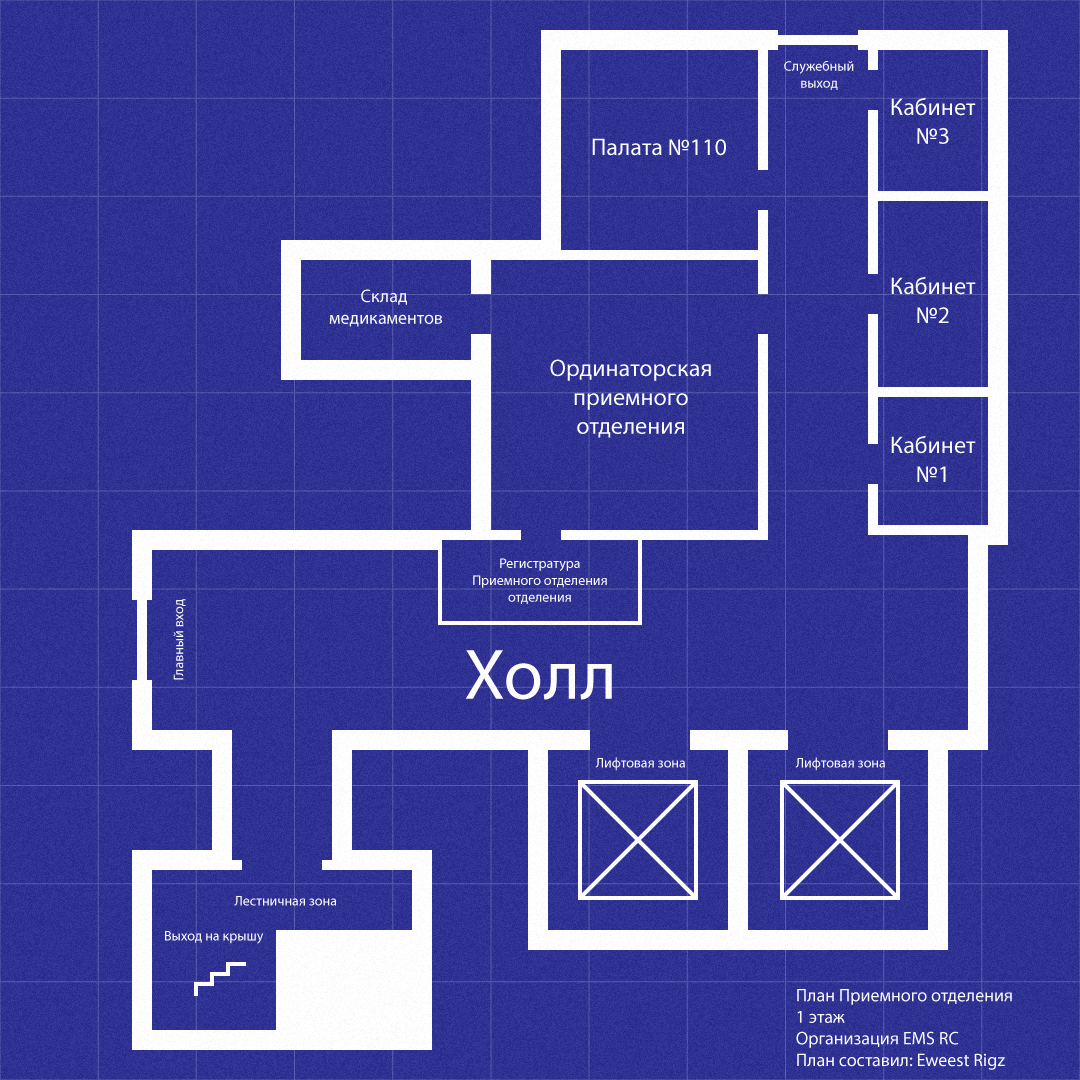 Служебный
выход
Кабинет
№3
Палата №110
Кабинет
№2
Склад
медикаментов
Ординаторская
приемного
отделения
Кабинет
№1
Регистратура
Приемного отделения
отделения
Главный вход
Холл
Лифтовая зона
Лифтовая зона
Лестничная зона
Выход на крышу
План Приемного отделения
1 этаж
Организация EMS RC
План составил: Eweest Rigz